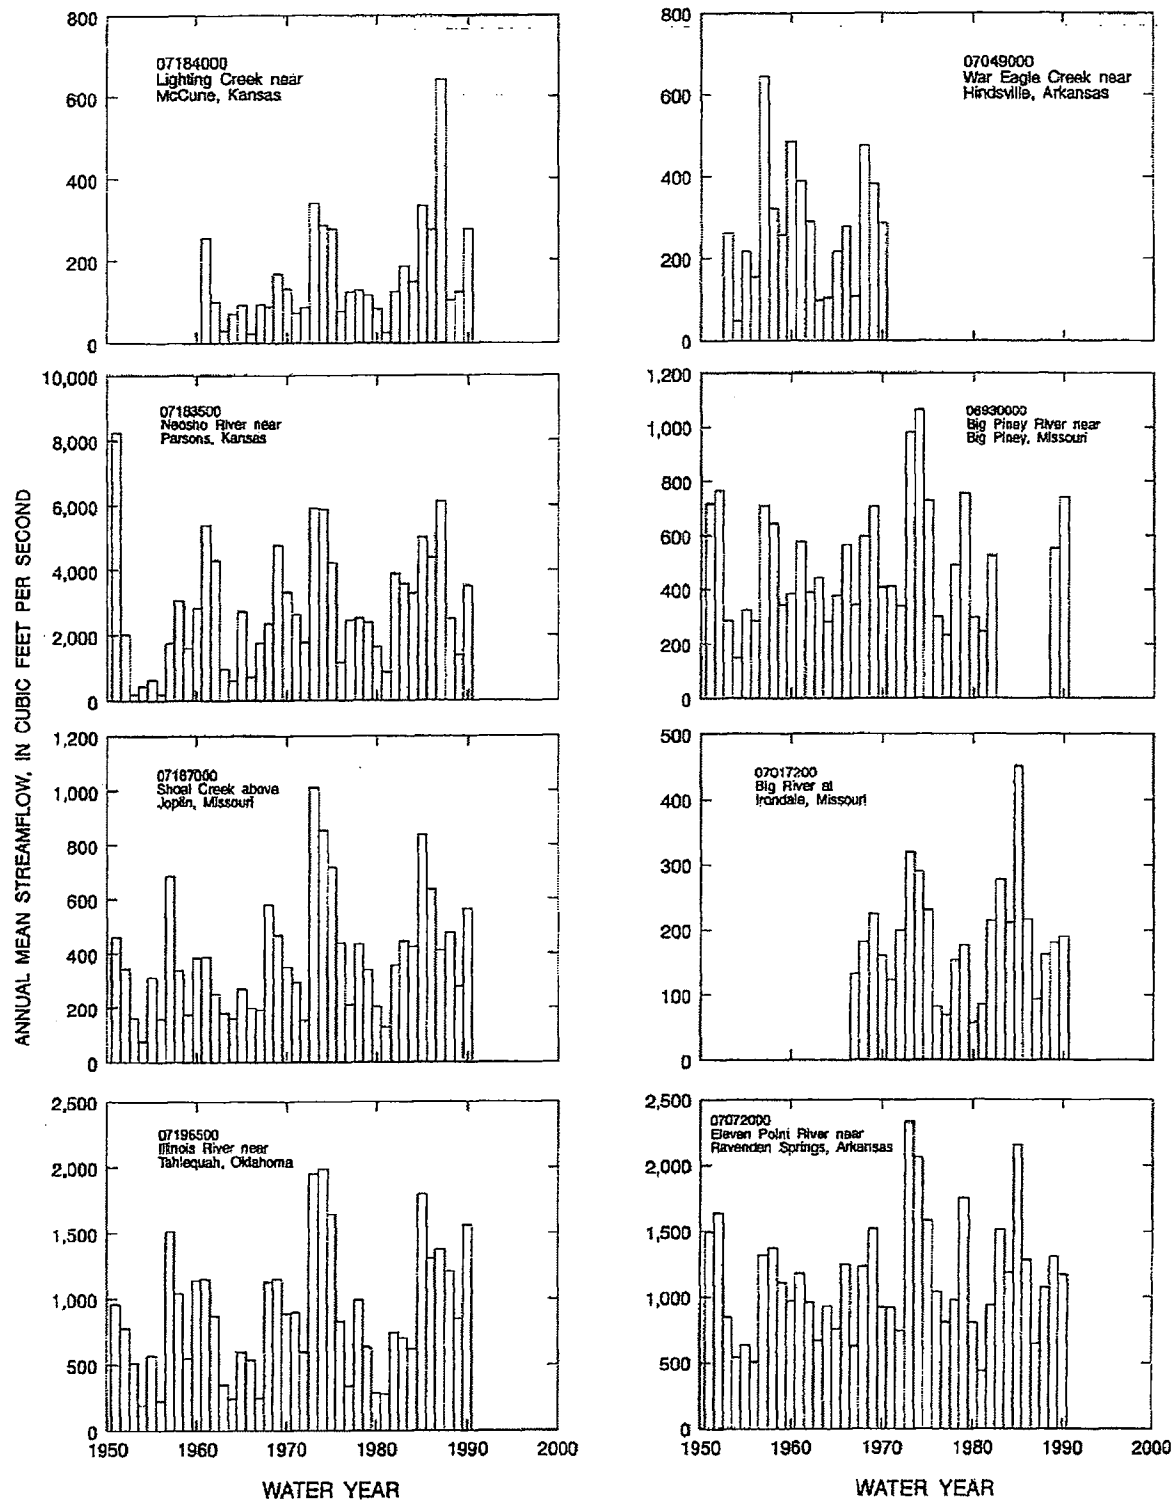 ANNUAL MEAN STREAMFLOW, IN CUBIC FEET PER SECOND
800
600
400
200
0
07184000
Lighting Creek near
McCune, Kansas
800
600
400
200
0
07049000
War Eagle Creek near
Hindsville, Arkansas
10,000
8,000
6,000
4,000
2,000
0
07183500
Neosho River near
Parsons, Kansas
1,200
1,000
800
600
400
200
0
06930000
Big Piney River near
Big Piney, Missouri
1,200
1,000
800
600
400
200
0
07187000
Shoal Creek above
Joplin, Missouri
500
400
300
200
100
0
07017200
Big River at
Irondale, Missouri
2,500
2,000
1,500
1,000
500
0
07196500
Illinois River near
Tahlequah, Oklahoma
1950 1960 1970 1980 1990 2000
WATER YEAR
2,500
2,000
1,500
1,000
500
0
07072000
Eleven Point River near
Ravenden Springs, Arkansas
1950 1960 1970 1980 1990 2000
WATER YEAR